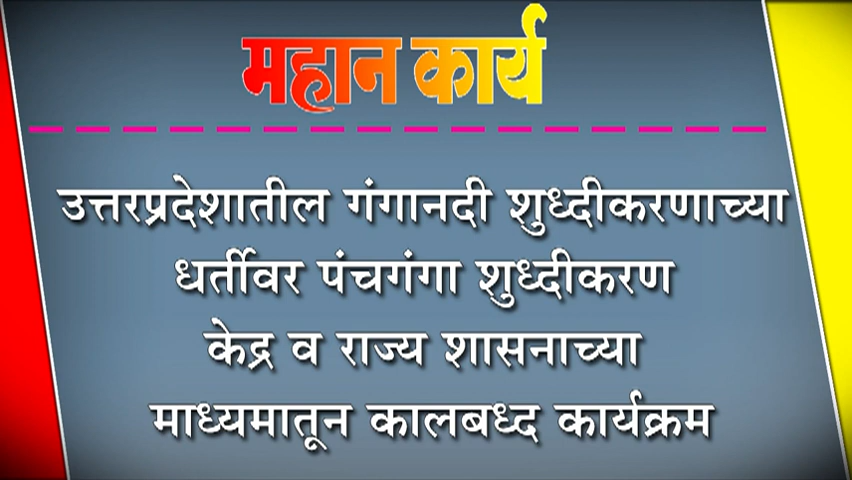 महान कार्य
उत्तरप्रदेशातील गंगानदी शुध्दीकरणाच्या
धर्तीवर पंचगंगा शुध्दीकरण
केद्र व राज्य शासनाच्या
माध्यमातून कालबध्द कार्यक्रम